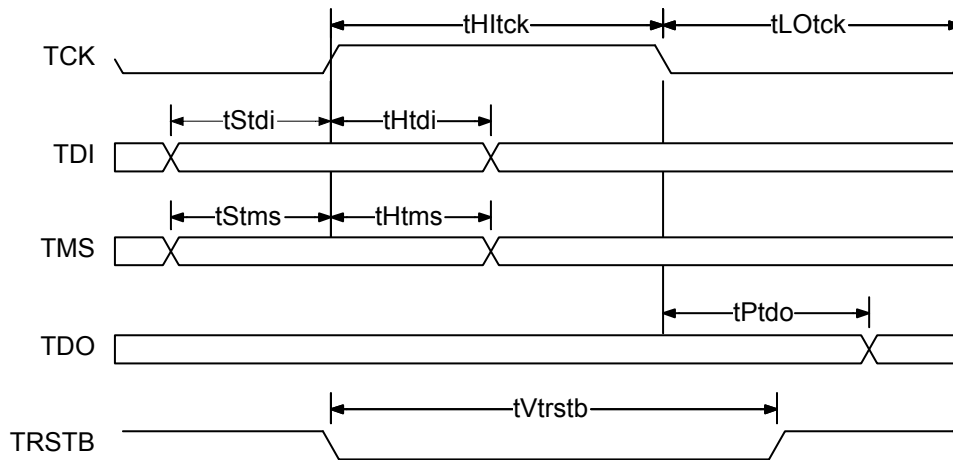 tHItck tLOtck
TCK
tStdi tHtdi
TDI
tStms tHtms
TMS
tPtdo
TDO
tVtrstb
TRSTB